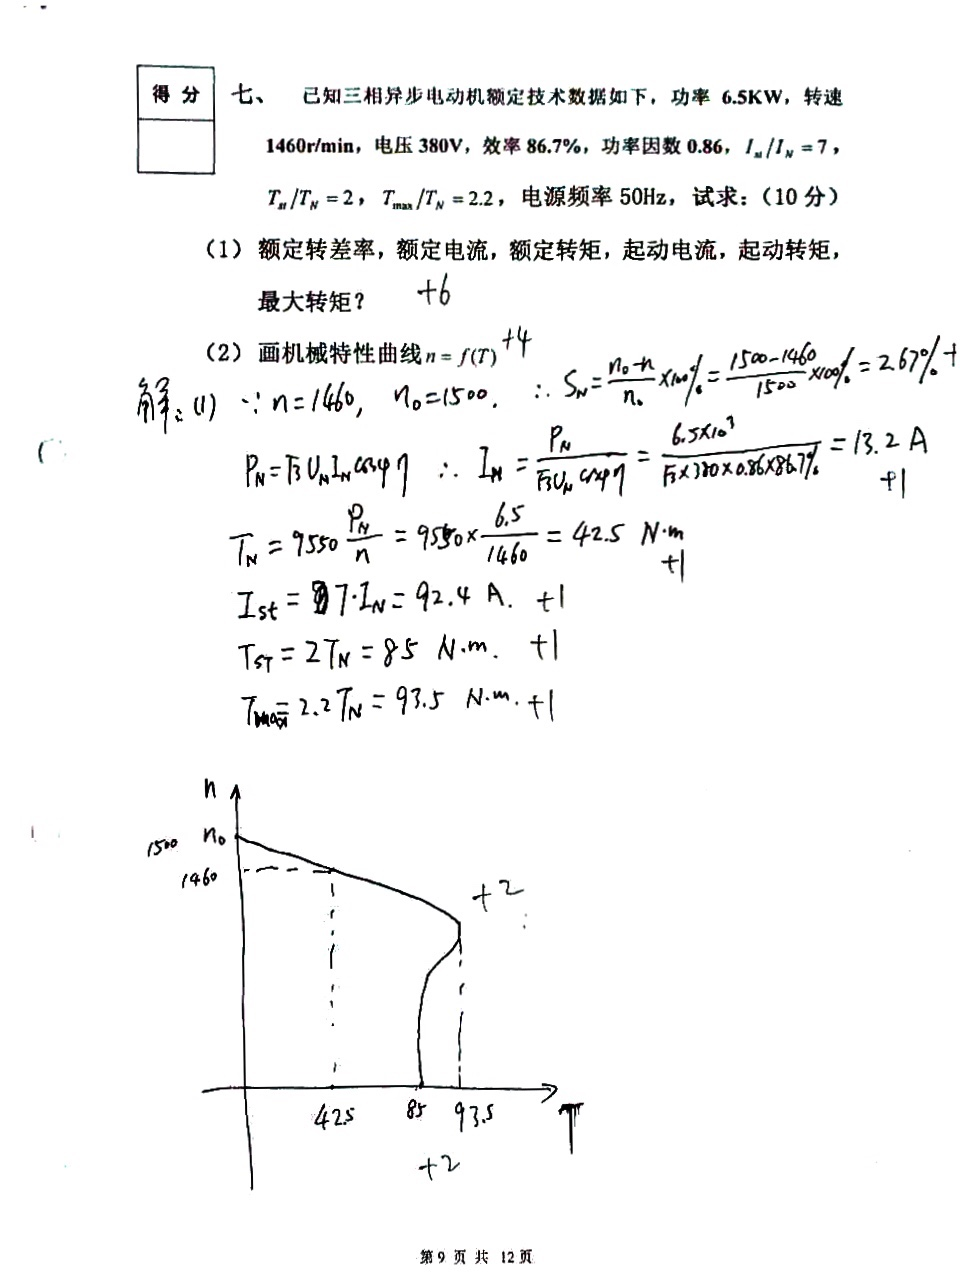 得 分
七、 已知三相异步电动机额定技术数据如下，功率 6.5KW，转速
1460r/min，电压 380V，效率 86.7%，功率因数 0.86，I_st/I_N = 7，
T_st/T_N = 2，T_max/T_N = 2.2，电源频率 50Hz，试求：（10 分）
（1）额定转差率，额定电流，额定转矩，起动电流，起动转矩，
最大转矩？ +6
（2）画机械特性曲线 n = f(T) +4
解：(1) ∵ n=1460, n₀=1500. ∴ S_N = (n₀-n)/n₀ ×100% = (1500-1460)/1500 ×100% = 2.67% +
P_N = √3 U_N I_N cosφ η ∴ I_N = P_N/(√3 U_N cosφ η) = 6.5×10³/(√3×380×0.86×86.7%) = 13.2 A
+1
T_N = 9550 P_N/n = 9550× 6.5/1460 = 42.5 N·m
+1
Ist = 7·I_N = 92.4 A. +1
T_ST = 2T_N = 85 N·m. +1
T_max = 2.2T_N = 93.5 N·m. +1
n
1500 n₀
1460
+2
42.5 85 93.5 T
+2
第 9 页 共 12 页